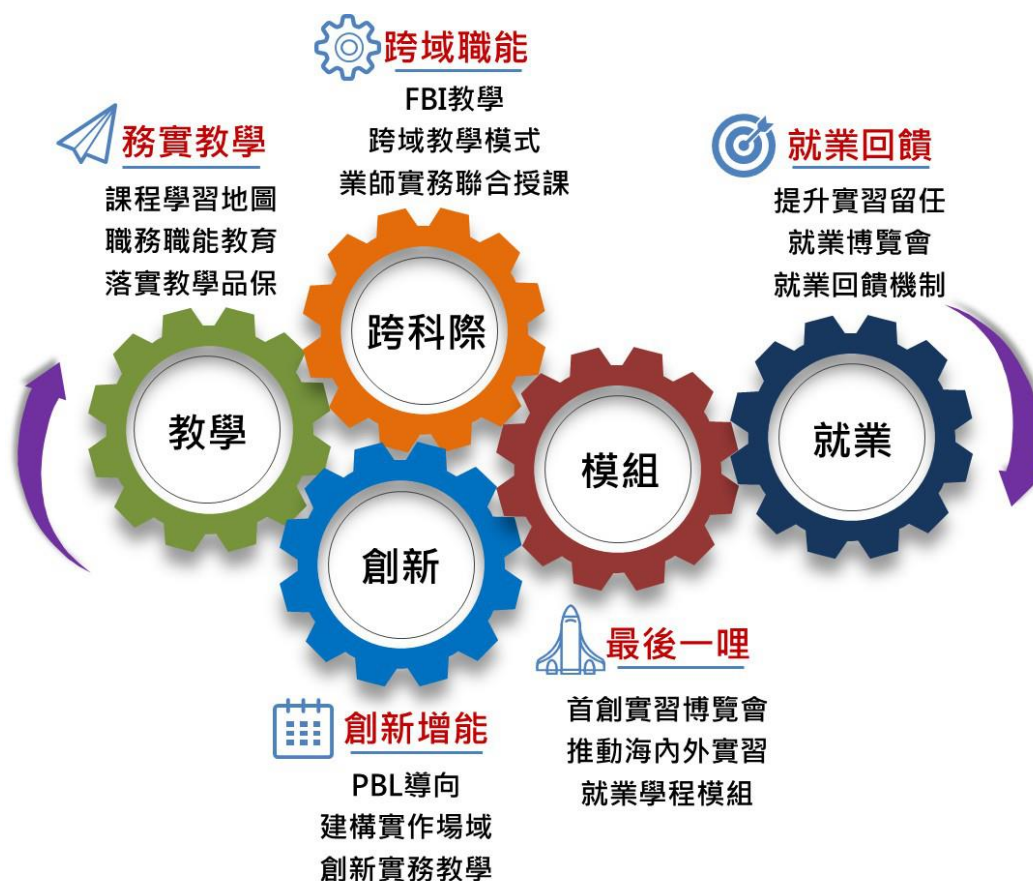 跨域職能
FBI教學
跨域教學模式
業師實務聯合授課
務實教學
課程學習地圖
職務職能教育
落實教學品保
就業回饋
提升實習留任
就業博覽會
就業回饋機制
跨科際
教學
模組
就業
創新
創新增能
PBL導向
建構實作場域
創新實務教學
最後一哩
首創實習博覽會
推動海內外實習
就業學程模組